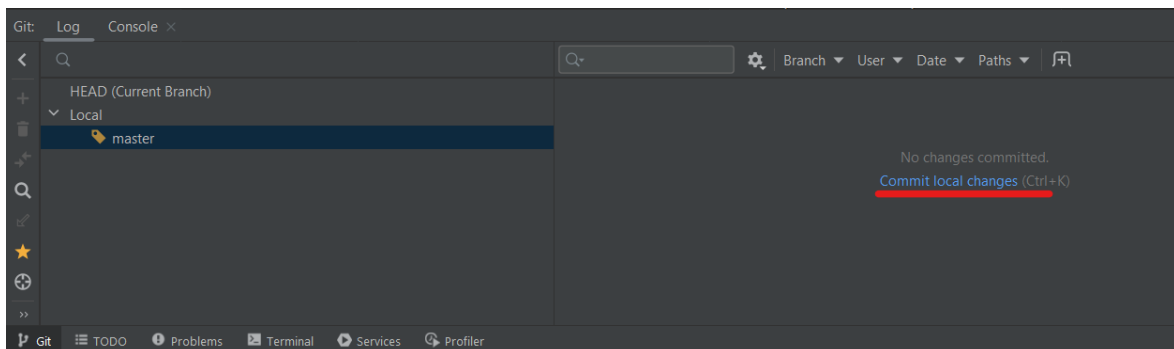 Git: Log Console
Branch User Date Paths
HEAD (Current Branch)
Local
master
No changes committed.
Commit local changes (Ctrl+K)
Git TODO Problems Terminal Services Profiler